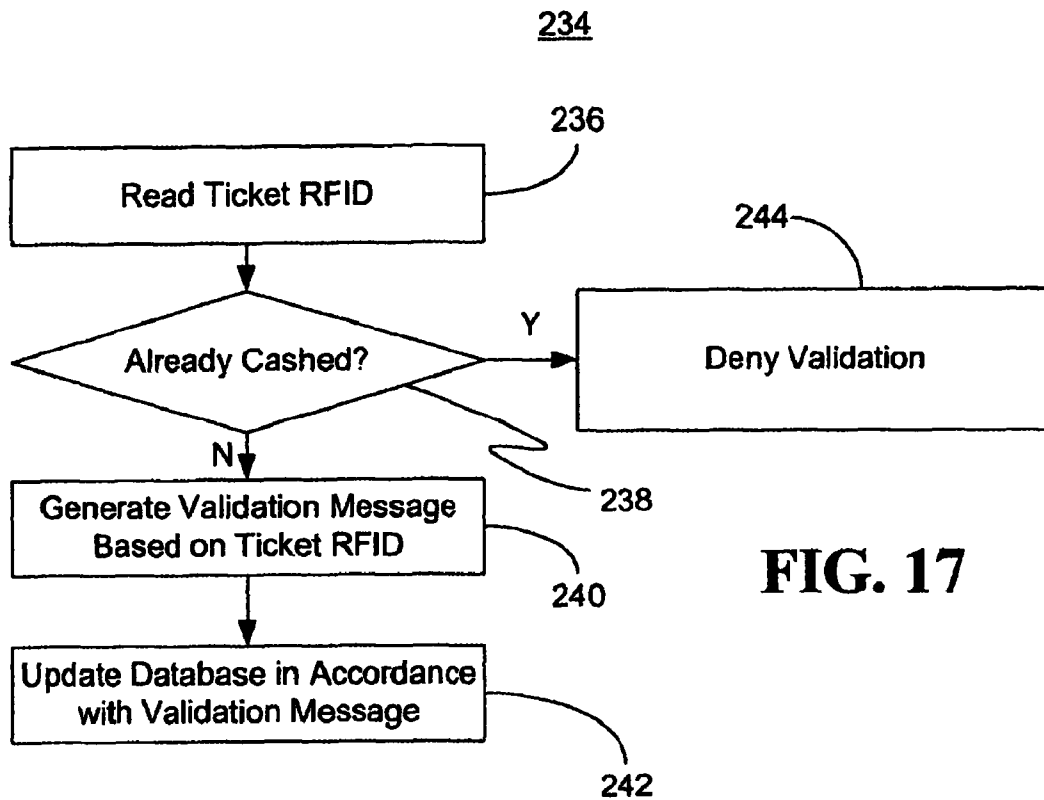 234
236
Read Ticket RFID
244
Already Cashed?
Y
Deny Validation
N
238
Generate Validation Message
Based on Ticket RFID
240
FIG. 17
Update Database in Accordance
with Validation Message
242